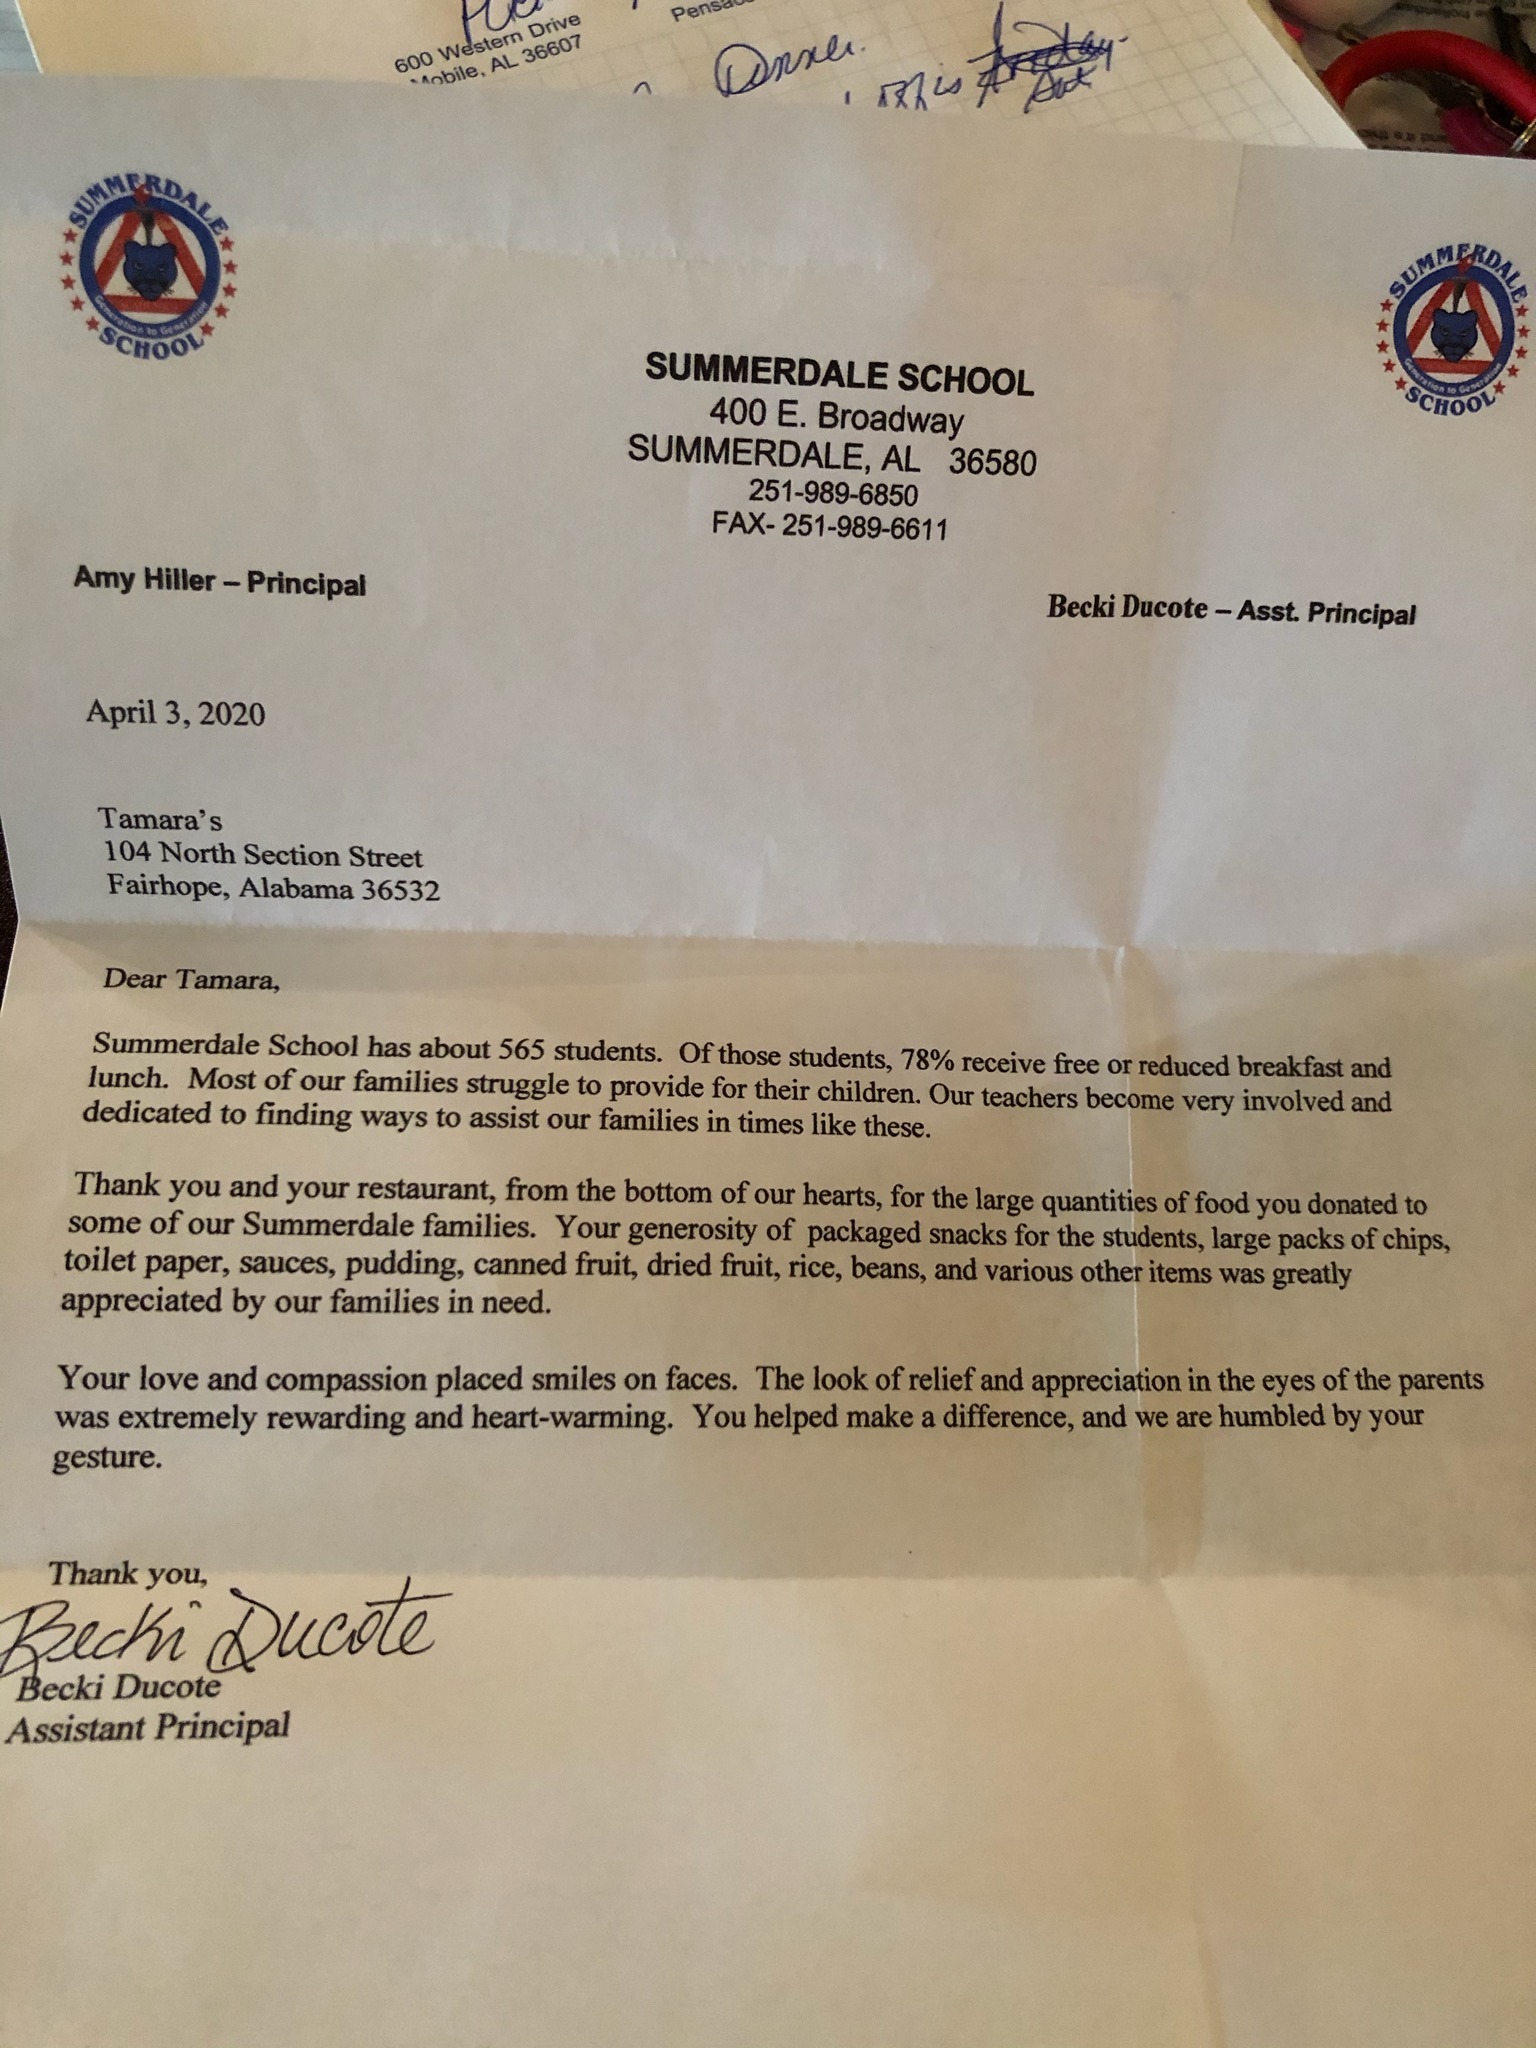 600 Western Drive
Mobile, AL 36607
Dinner.
SUMMERDALE
Generation to Generation
SCHOOL
SUMMERDALE
Generation to Generation
SCHOOL
SUMMERDALE SCHOOL
400 E. Broadway
SUMMERDALE, AL 36580
251-989-6850
FAX- 251-989-6611
Amy Hiller – Principal
Becki Ducote – Asst. Principal
April 3, 2020
Tamara's
104 North Section Street
Fairhope, Alabama 36532
Dear Tamara,
Summerdale School has about 565 students. Of those students, 78% receive free or reduced breakfast and
lunch. Most of our families struggle to provide for their children. Our teachers become very involved and
dedicated to finding ways to assist our families in times like these.
Thank you and your restaurant, from the bottom of our hearts, for the large quantities of food you donated to
some of our Summerdale families. Your generosity of packaged snacks for the students, large packs of chips,
toilet paper, sauces, pudding, canned fruit, dried fruit, rice, beans, and various other items was greatly
appreciated by our families in need.
Your love and compassion placed smiles on faces. The look of relief and appreciation in the eyes of the parents
was extremely rewarding and heart-warming. You helped make a difference, and we are humbled by your
gesture.
Thank you,
Becki Ducote
Becki Ducote
Assistant Principal